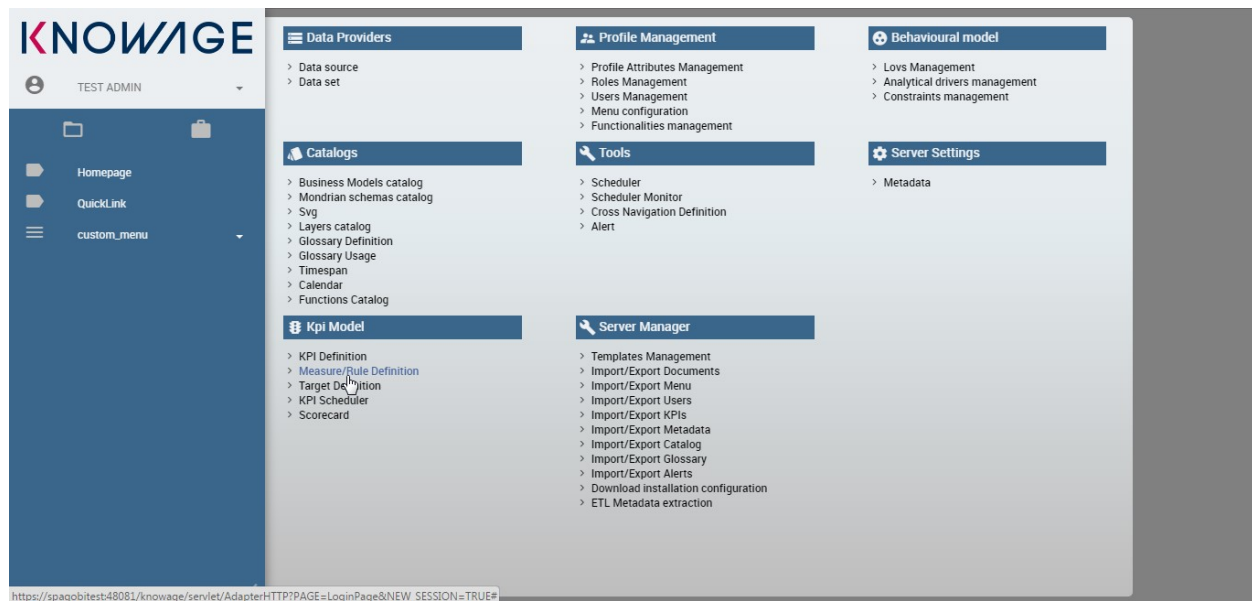 KNOWAGE
TEST ADMIN
Homepage
QuickLink
custom_menu
Data Providers
> Data source
> Data set
Profile Management
> Profile Attributes Management
> Roles Management
> Users Management
> Menu configuration
> Functionalities management
Behavioural model
> Lovs Management
> Analytical drivers management
> Constraints management
Catalogs
> Business Models catalog
> Mondrian schemas catalog
> Svg
> Layers catalog
> Glossary Definition
> Glossary Usage
> Timespan
> Calendar
> Functions Catalog
Tools
> Scheduler
> Scheduler Monitor
> Cross Navigation Definition
> Alert
Server Settings
> Metadata
Kpi Model
> KPI Definition
> Measure/Rule Definition
> Target Definition
> KPI Scheduler
> Scorecard
Server Manager
> Templates Management
> Import/Export Documents
> Import/Export Menu
> Import/Export Users
> Import/Export KPIs
> Import/Export Metadata
> Import/Export Catalog
> Import/Export Glossary
> Import/Export Alerts
> Download installation configuration
> ETL Metadata extraction
https://spagobitest:48081/knowage/servlet/AdapterHTTP?PAGE=LoginPage&NEW_SESSION=TRUE#